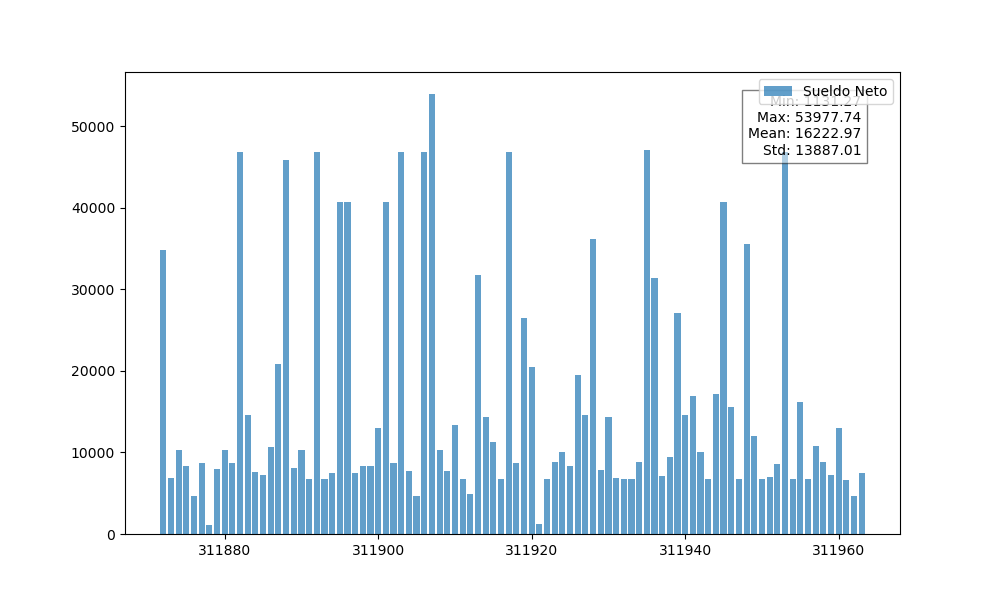 Sueldo Neto
Min: 1131.27
Max: 53977.74
Mean: 16222.97
Std: 13887.01
50000
40000
30000
20000
10000
0
311880 311900 311920 311940 311960